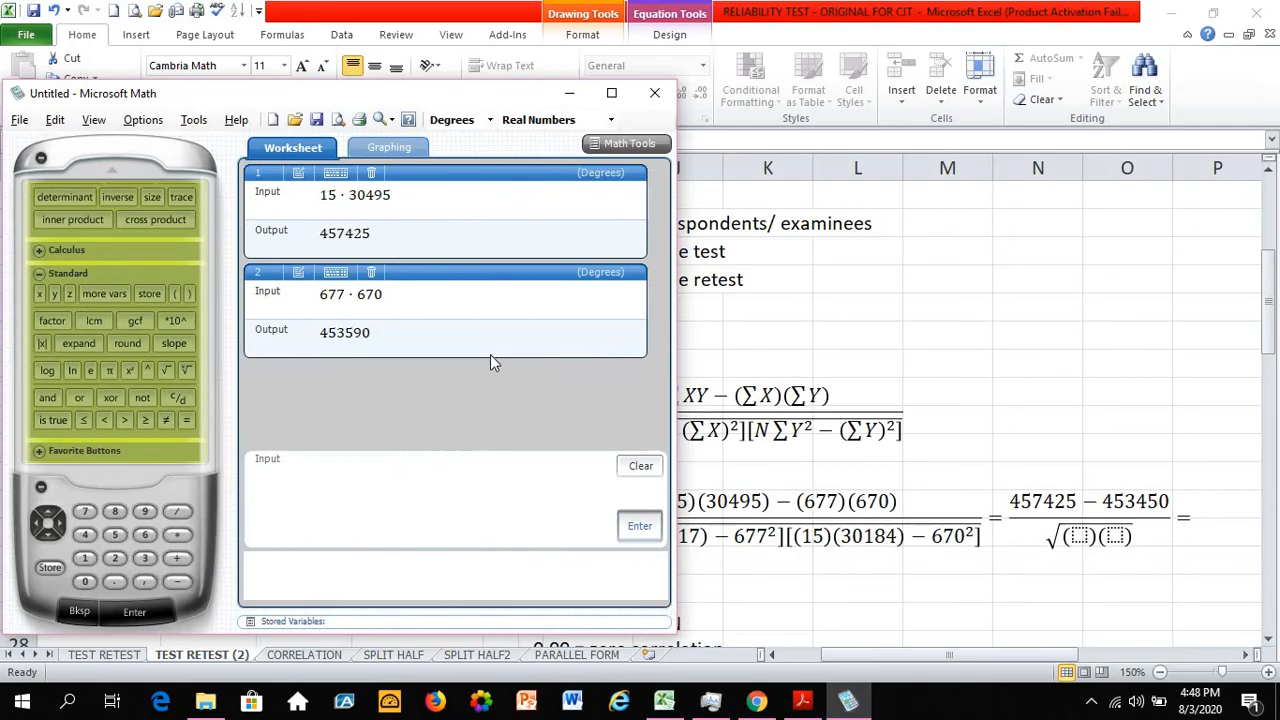 Drawing Tools
Equation Tools
RELIABILITY TEST - ORIGINAL FOR CIT - Microsoft Excel (Product Activation Fail...
File
Home
Insert
Page Layout
Formulas
Data
Review
View
Add-Ins
Format
Design
Cut
Copy
Cambria Math
11
A
A
Wrap Text
General
Conditional Formatting
Format as Table
Cell Styles
Insert
Delete
Format
AutoSum
Fill
Clear
Sort & Filter
Find & Select
Styles
Cells
Editing
Untitled - Microsoft Math
File
Edit
View
Options
Tools
Help
Degrees
Real Numbers
Worksheet
Graphing
Math Tools
determinant
inverse
size
trace
inner product
cross product
Calculus
Standard
x
y
z
more vars
store
(
)
factor
lcm
gcf
*10^
|x|
expand
round
slope
log
ln
e
π
x²
^
and
or
xor
not
c/d
is true
≤
<
>
≥
≠
=
Favorite Buttons
7
8
9
/
4
5
6
*
Store
1
2
3
+
0
.
,
−
Bksp
Enter
1
(Degrees)
Input
15 · 30495
Output
457425
2
(Degrees)
Input
677 · 670
Output
453590
Input
Clear
Enter
Stored Variables:
K
L
M
N
O
P
spondents/ examinees
e test
e retest
XY − (∑ X)(∑ Y)
(∑ X)²][N ∑ Y² − (∑ Y)²]
5)(30495) − (677)(670)
17) − 677²][(15)(30184) − 670²]
=
457425 − 453450
√(⬚)(⬚)
=
28
TEST RETEST
TEST RETEST (2)
CORRELATION
SPLIT HALF
SPLIT HALF2
PARALLEL FORM
Ready
150%
4:48 PM
8/3/2020